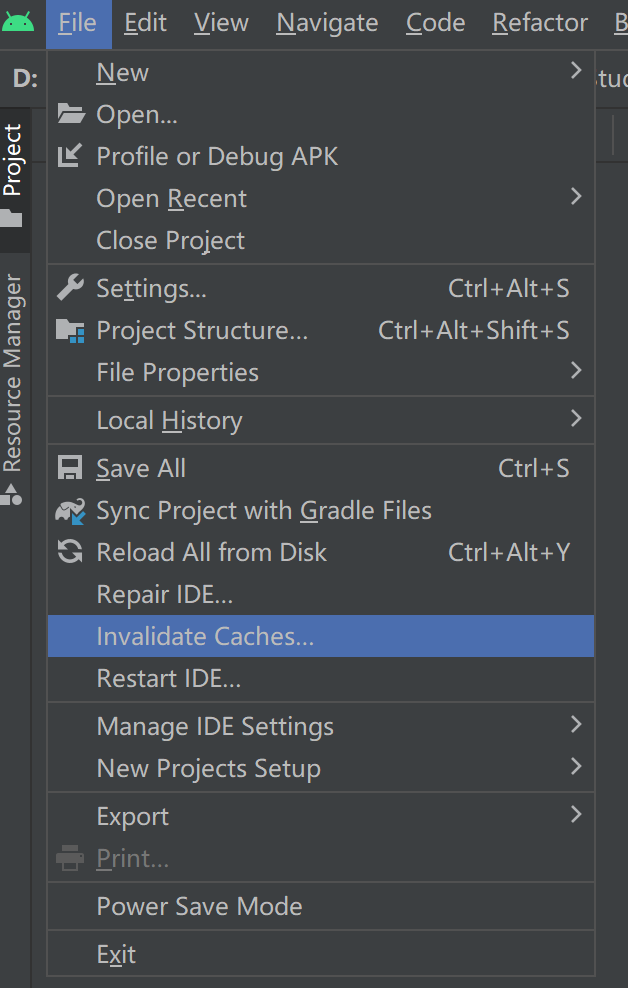 File Edit View Navigate Code Refactor B
D:
New
Open...
Profile or Debug APK
Open Recent
Close Project
Settings... Ctrl+Alt+S
Project Structure... Ctrl+Alt+Shift+S
File Properties
Local History
Save All Ctrl+S
Sync Project with Gradle Files
Reload All from Disk Ctrl+Alt+Y
Repair IDE...
Invalidate Caches...
Restart IDE...
Manage IDE Settings
New Projects Setup
Export
Print...
Power Save Mode
Exit
Project
Resource Manager